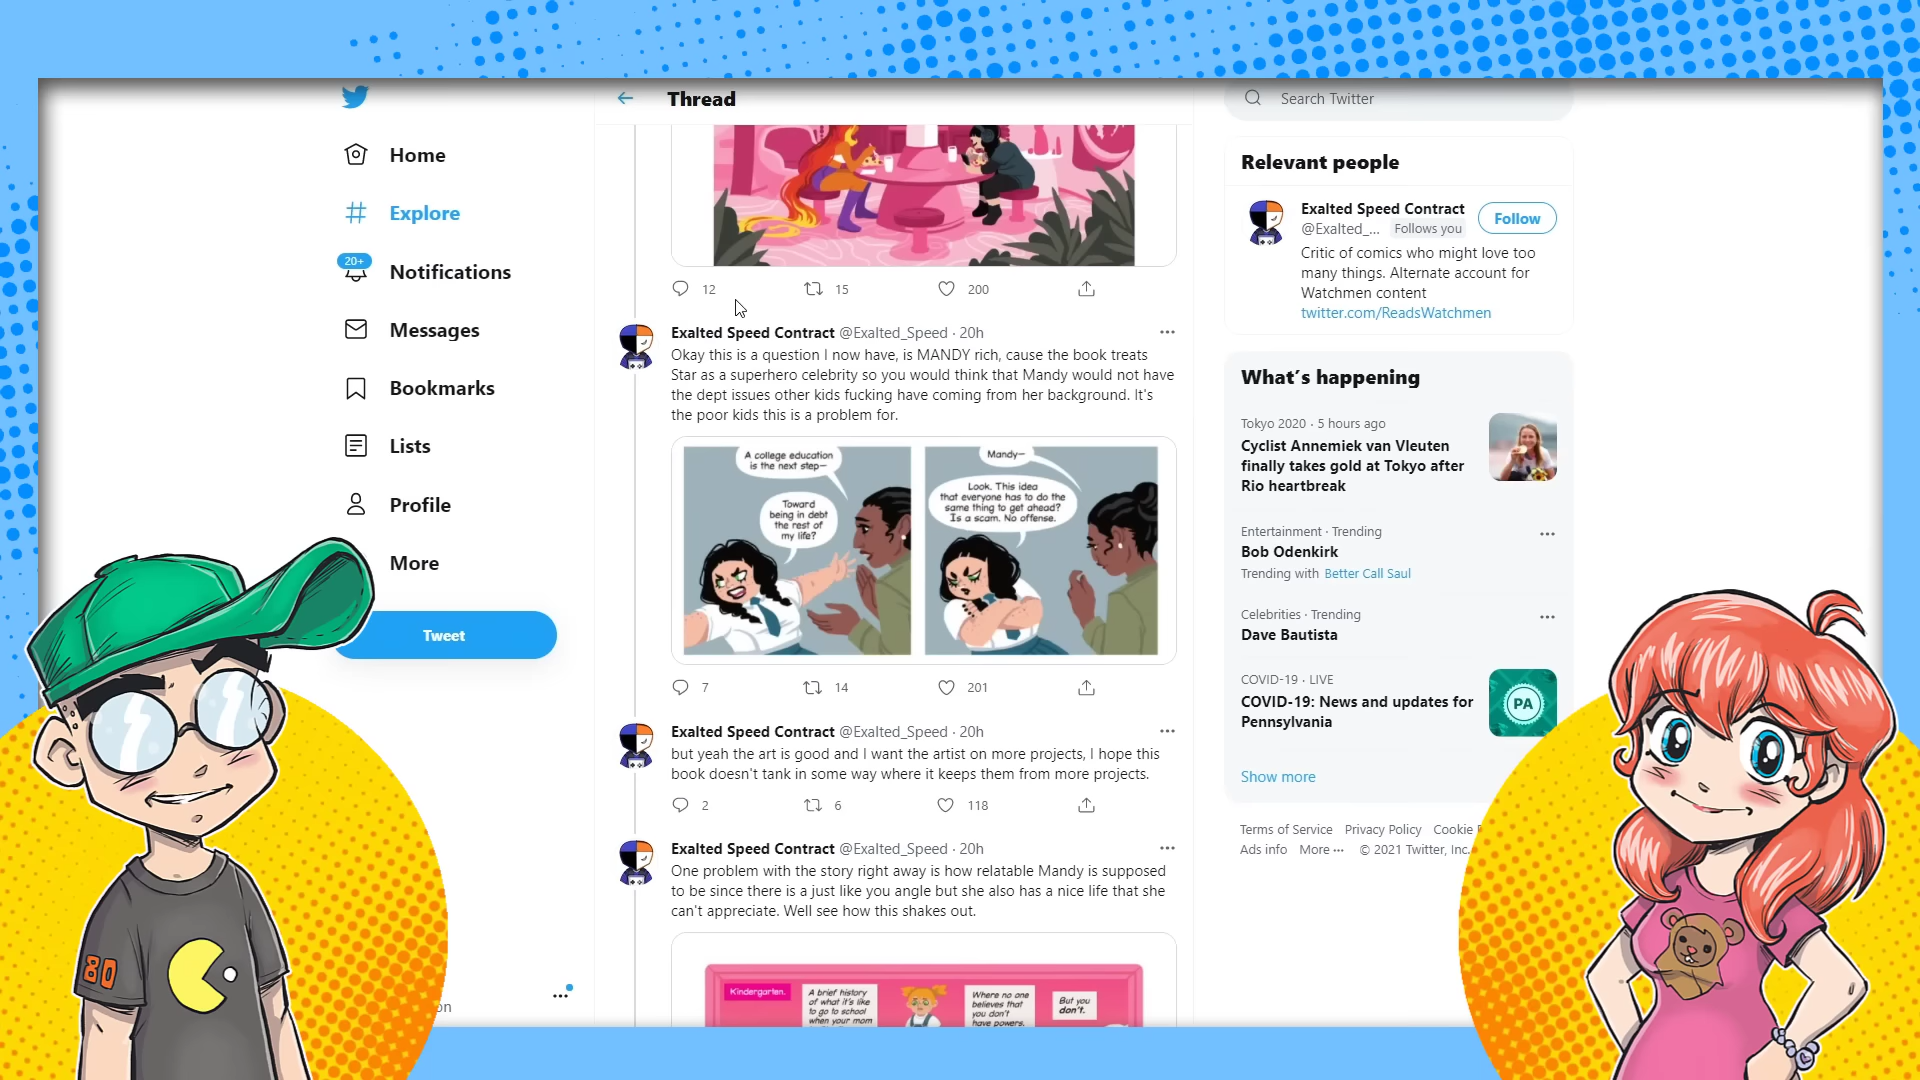 Home
Explore
20+
Notifications
Messages
Bookmarks
Lists
Profile
More
Tweet
80
Thread
12 15 200
Exalted Speed Contract @Exalted_Speed · 20h
Okay this is a question I now have, is MANDY rich, cause the book treats
Star as a superhero celebrity so you would think that Mandy would not have
the dept issues other kids fucking have coming from her background. It's
the poor kids this is a problem for.
A college education
is the next step—
Toward
being in debt
the rest of
my life?
Mandy—
Look. This idea
that everyone has to do the
same thing to get ahead?
Is a scam. No offense.
7 14 201
Exalted Speed Contract @Exalted_Speed · 20h
but yeah the art is good and I want the artist on more projects, I hope this
book doesn't tank in some way where it keeps them from more projects.
2 6 118
Exalted Speed Contract @Exalted_Speed · 20h
One problem with the story right away is how relatable Mandy is supposed
to be since there is a just like you angle but she also has a nice life that she
can't appreciate. Well see how this shakes out.
Kindergarten.
A brief history
of what it's like
to go to school
when your mom
Where no one
believes that
you don't
have powers.
But you
don't.
Search Twitter
Relevant people
Exalted Speed Contract
@Exalted_... Follows you
Follow
Critic of comics who might love too
many things. Alternate account for
Watchmen content
twitter.com/ReadsWatchmen
What's happening
Tokyo 2020 · 5 hours ago
Cyclist Annemiek van Vleuten
finally takes gold at Tokyo after
Rio heartbreak
Entertainment · Trending
Bob Odenkirk
Trending with Better Call Saul
Celebrities · Trending
Dave Bautista
COVID-19 · LIVE
COVID-19: News and updates for
Pennsylvania
PA
Show more
Terms of Service Privacy Policy Cookie
Ads info More ··· © 2021 Twitter, Inc.